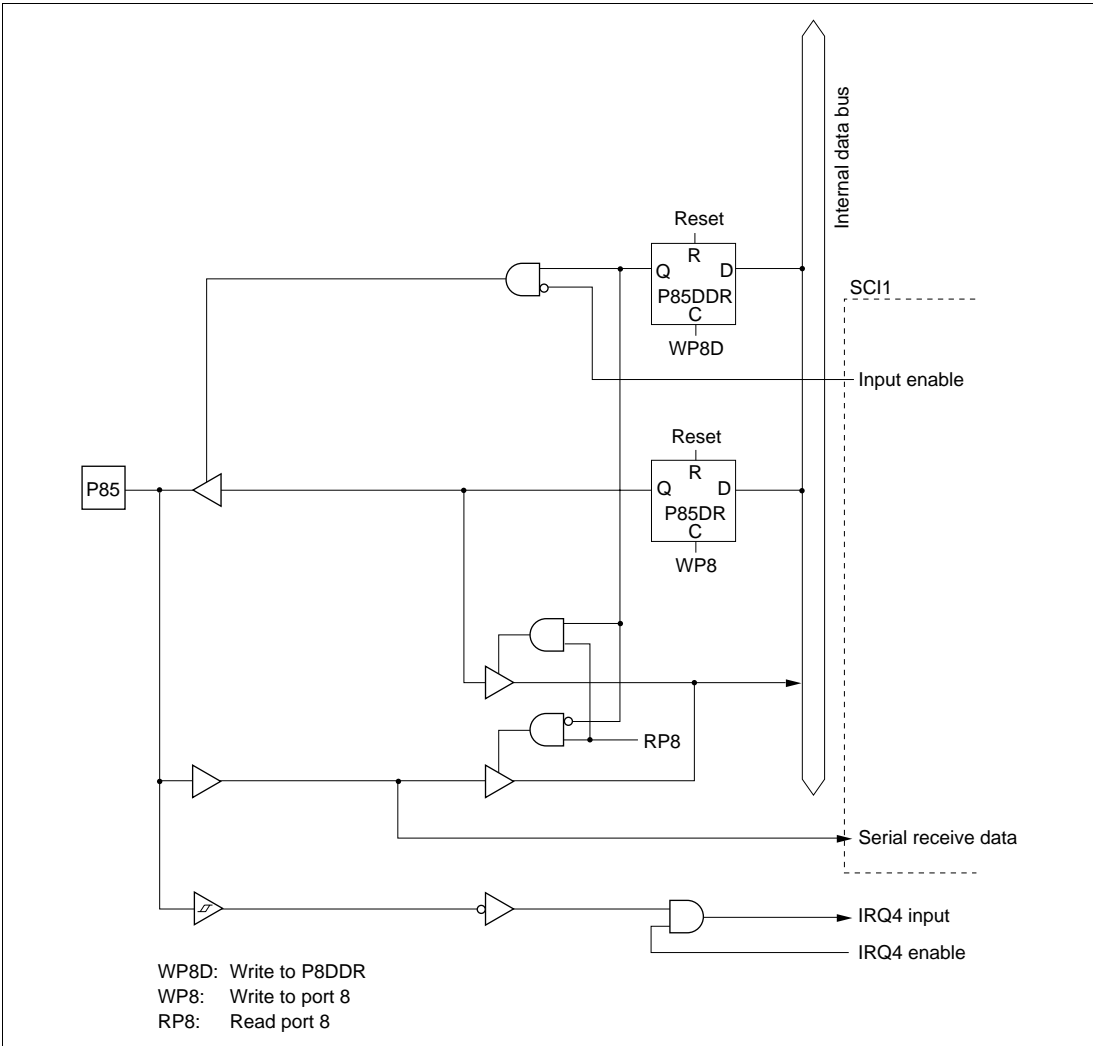 Internal data bus
Reset
R
Q D
P85DDR
C
WP8D
SCI1
Input enable
Reset
R
P85
Q D
P85DR
C
WP8
RP8
Serial receive data
IRQ4 input
IRQ4 enable
WP8D: Write to P8DDR
WP8: Write to port 8
RP8: Read port 8